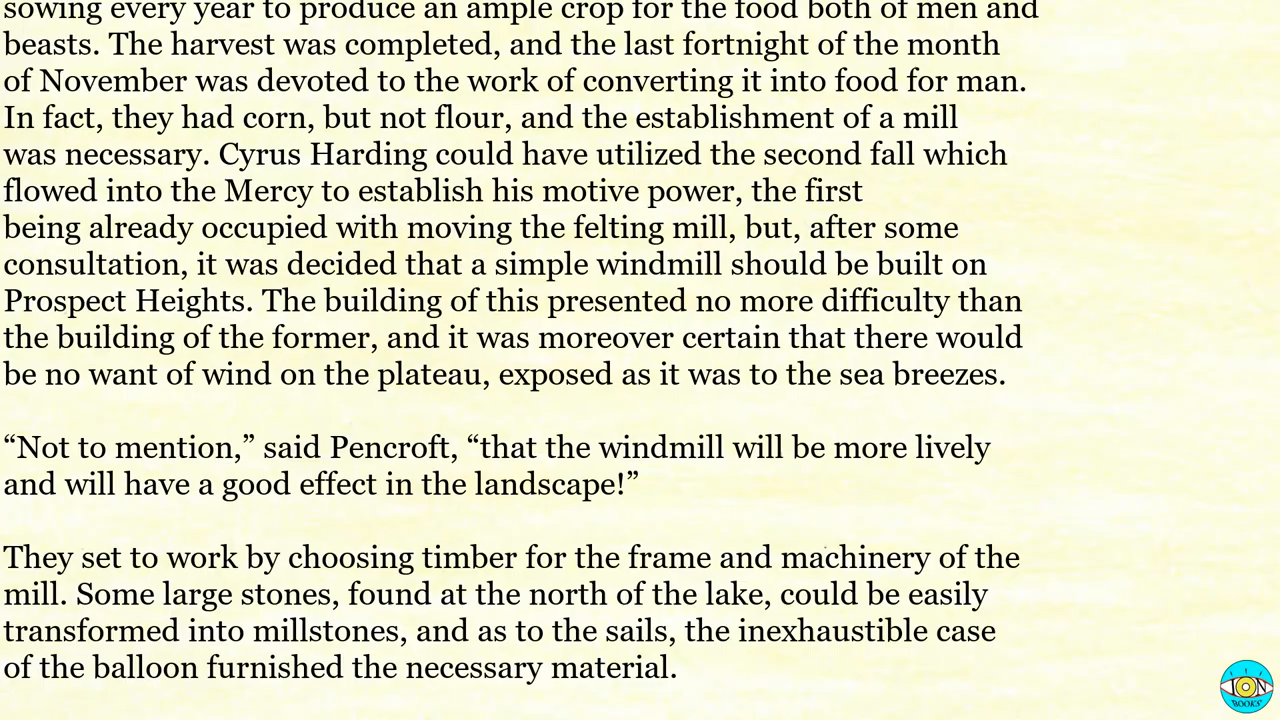 sowing every year to produce an ample crop for the food both of men and
beasts. The harvest was completed, and the last fortnight of the month
of November was devoted to the work of converting it into food for man.
In fact, they had corn, but not flour, and the establishment of a mill
was necessary. Cyrus Harding could have utilized the second fall which
flowed into the Mercy to establish his motive power, the first
being already occupied with moving the felting mill, but, after some
consultation, it was decided that a simple windmill should be built on
Prospect Heights. The building of this presented no more difficulty than
the building of the former, and it was moreover certain that there would
be no want of wind on the plateau, exposed as it was to the sea breezes.
“Not to mention,” said Pencroft, “that the windmill will be more lively
and will have a good effect in the landscape!”
They set to work by choosing timber for the frame and machinery of the
mill. Some large stones, found at the north of the lake, could be easily
transformed into millstones, and as to the sails, the inexhaustible case
of the balloon furnished the necessary material.
ION
BOOKS